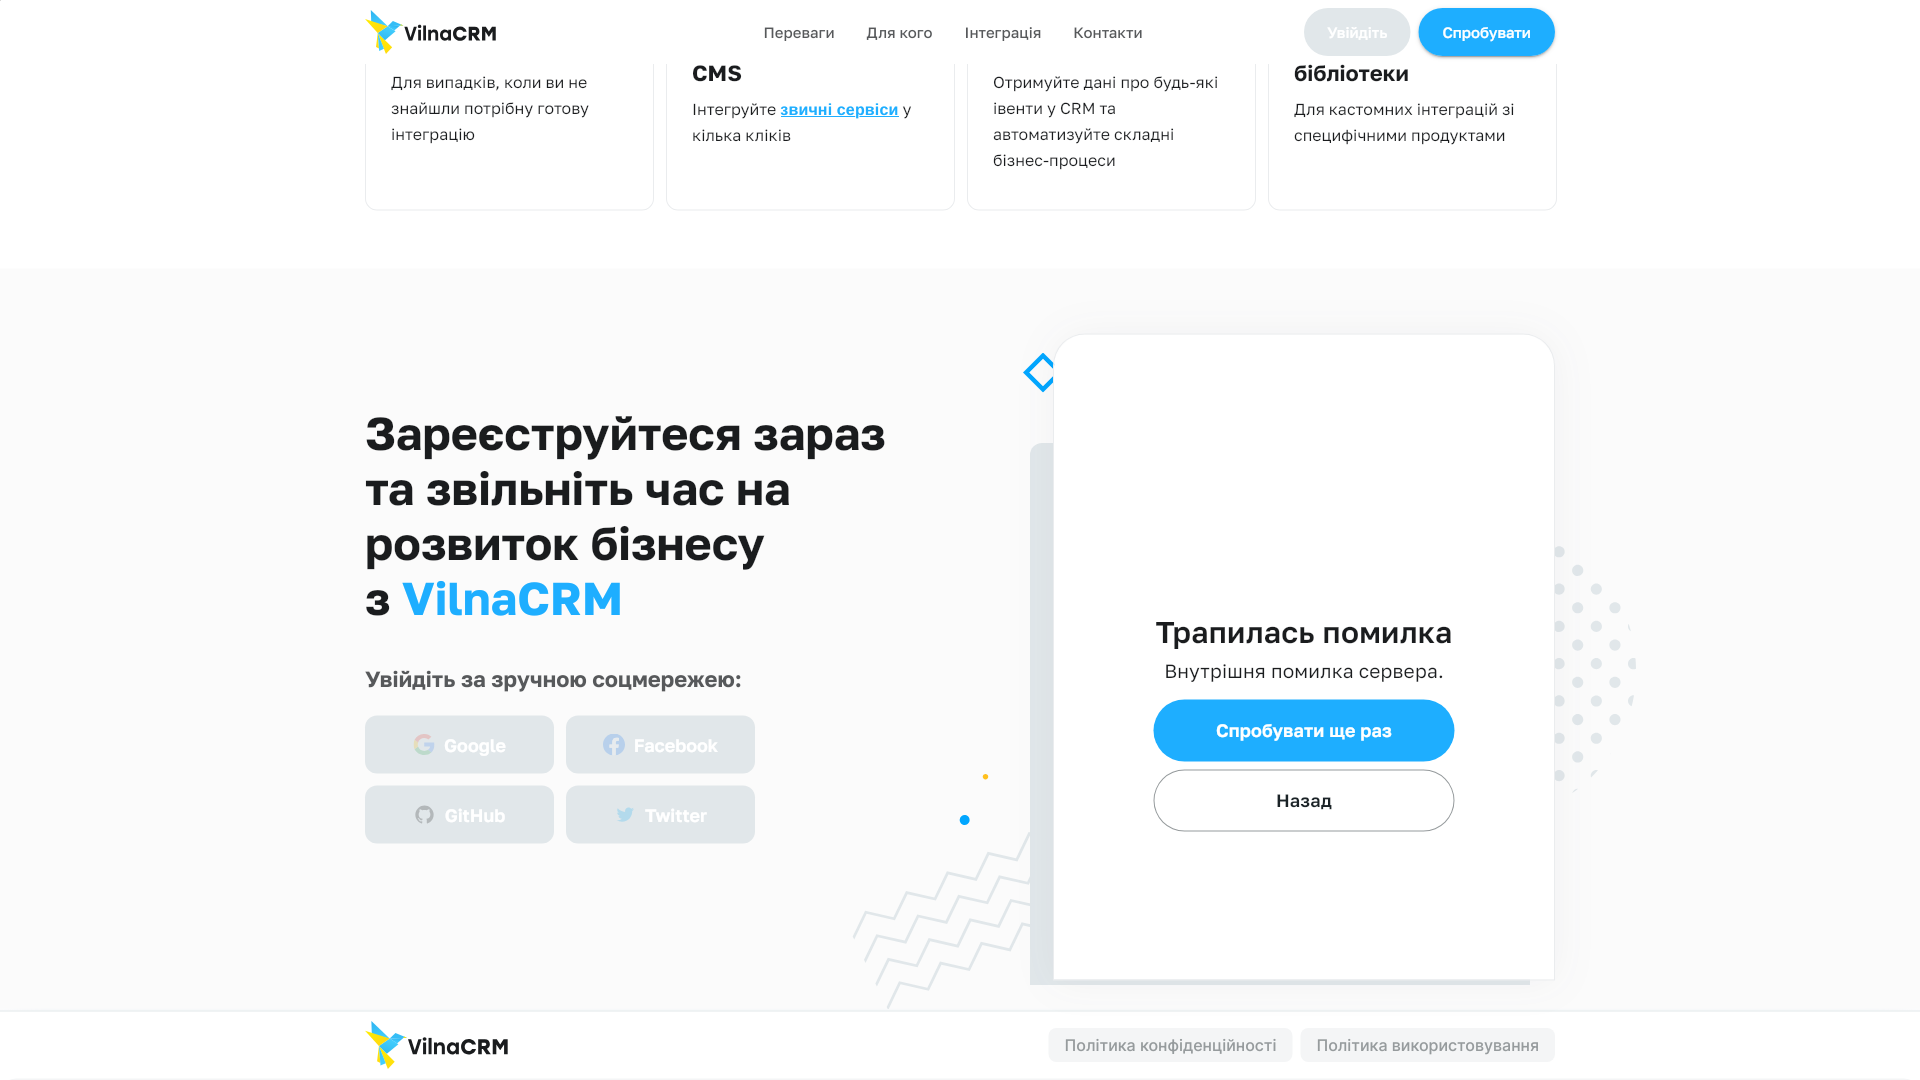 VilnaCRM
Переваги
Для кого
Інтеграція
Контакти
Увійдіть
Спробувати
Для випадків, коли ви не
знайшли потрібну готову
інтеграцію
CMS
Інтегруйте звичні сервіси у
кілька кліків
Отримуйте дані про будь-які
івенти у CRM та
автоматизуйте складні
бізнес-процеси
бібліотеки
Для кастомних інтеграцій зі
специфічними продуктами
Зареєструйтеся зараз
та звільніть час на
розвиток бізнесу
з VilnaCRM
Увійдіть за зручною соцмережею:
Google
Facebook
GitHub
Twitter
Трапилась помилка
Внутрішня помилка сервера.
Спробувати ще раз
Назад
VilnaCRM
Політика конфіденційності
Політика використовування